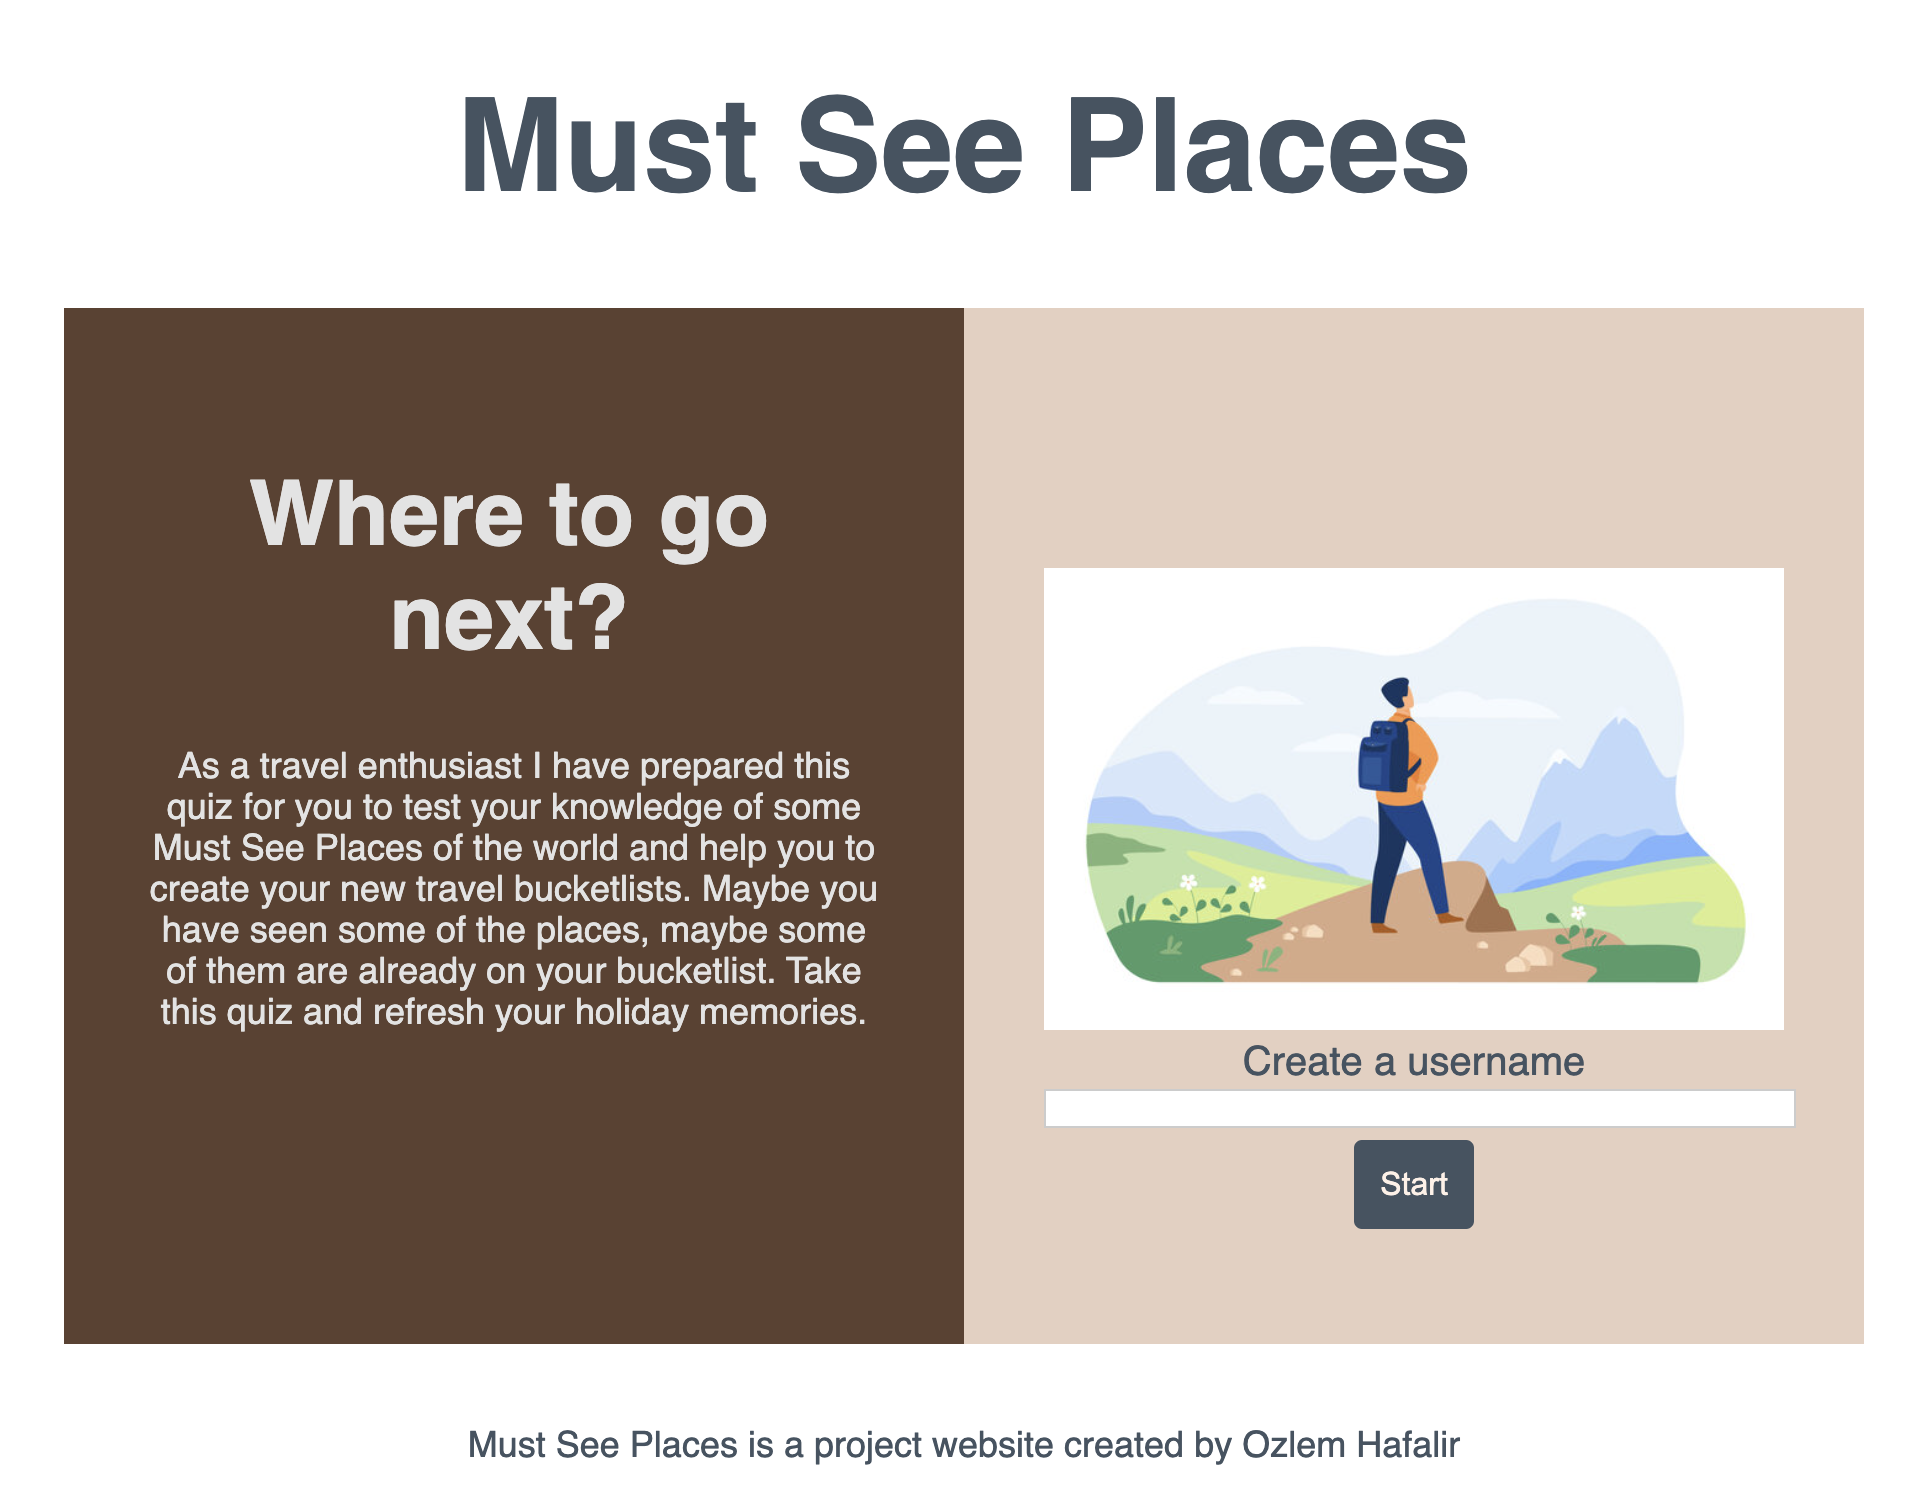 Must See Places
Where to go
next?
As a travel enthusiast I have prepared this
quiz for you to test your knowledge of some
Must See Places of the world and help you to
create your new travel bucketlists. Maybe you
have seen some of the places, maybe some
of them are already on your bucketlist. Take
this quiz and refresh your holiday memories.
Create a username
Start
Must See Places is a project website created by Ozlem Hafalir